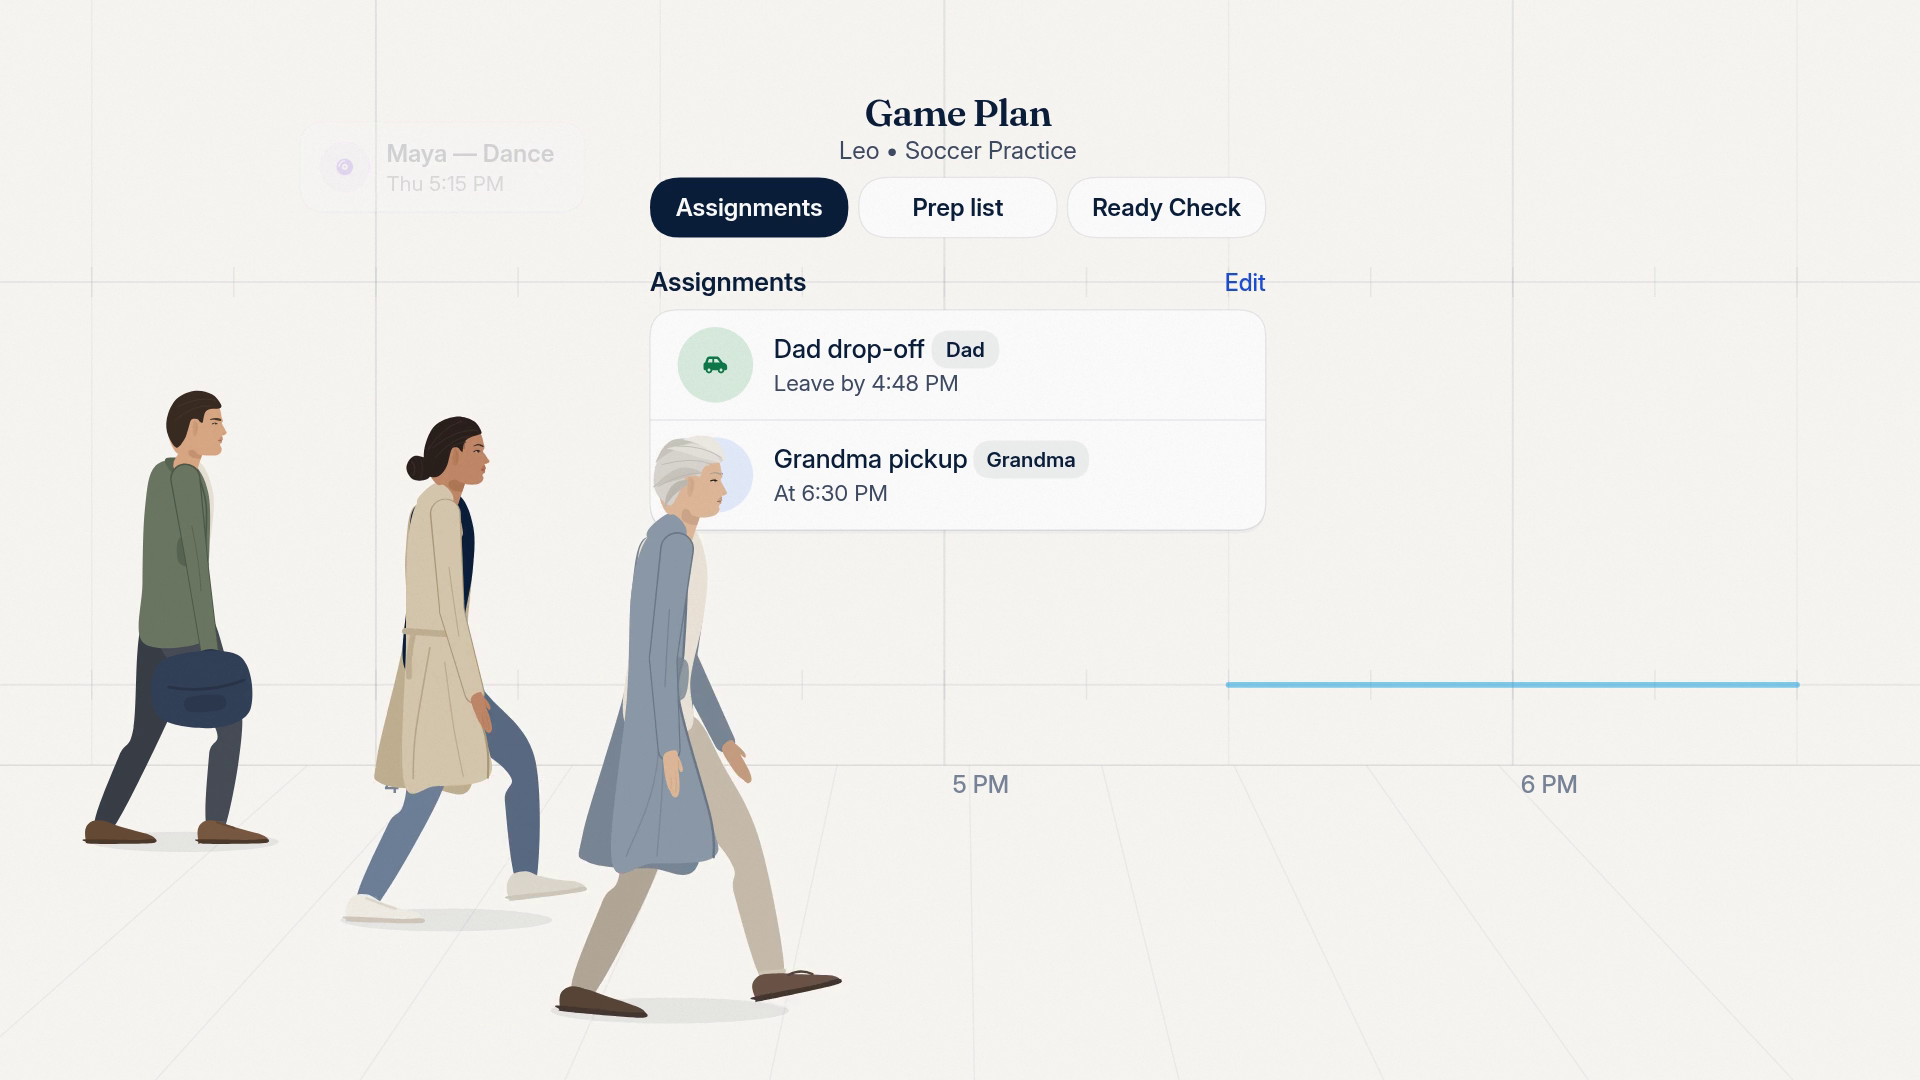 Game Plan
Leo • Soccer Practice
Maya — Dance
Thu 5:15 PM
Assignments
Prep list
Ready Check
Assignments
Edit
Dad drop-off
Dad
Leave by 4:48 PM
Grandma pickup
Grandma
At 6:30 PM
5 PM
6 PM